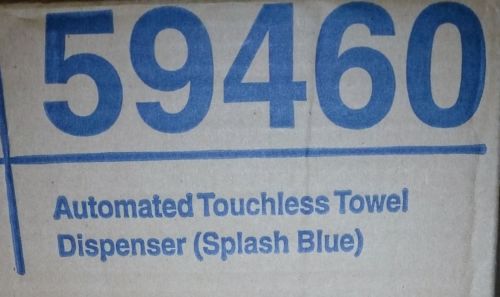 59460
Automated Touchless Towel
Dispenser (Splash Blue)